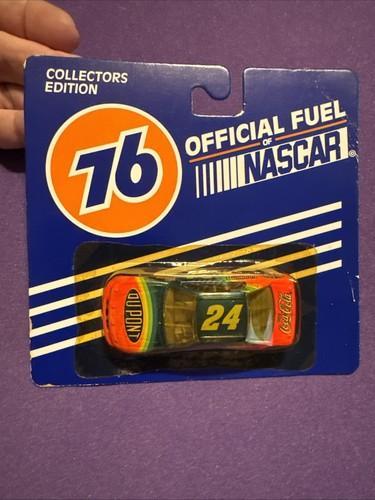 COLLECTORS
EDITION
76
OFFICIAL FUEL
OF
NASCAR®
DUPONT
24
Coca-Cola